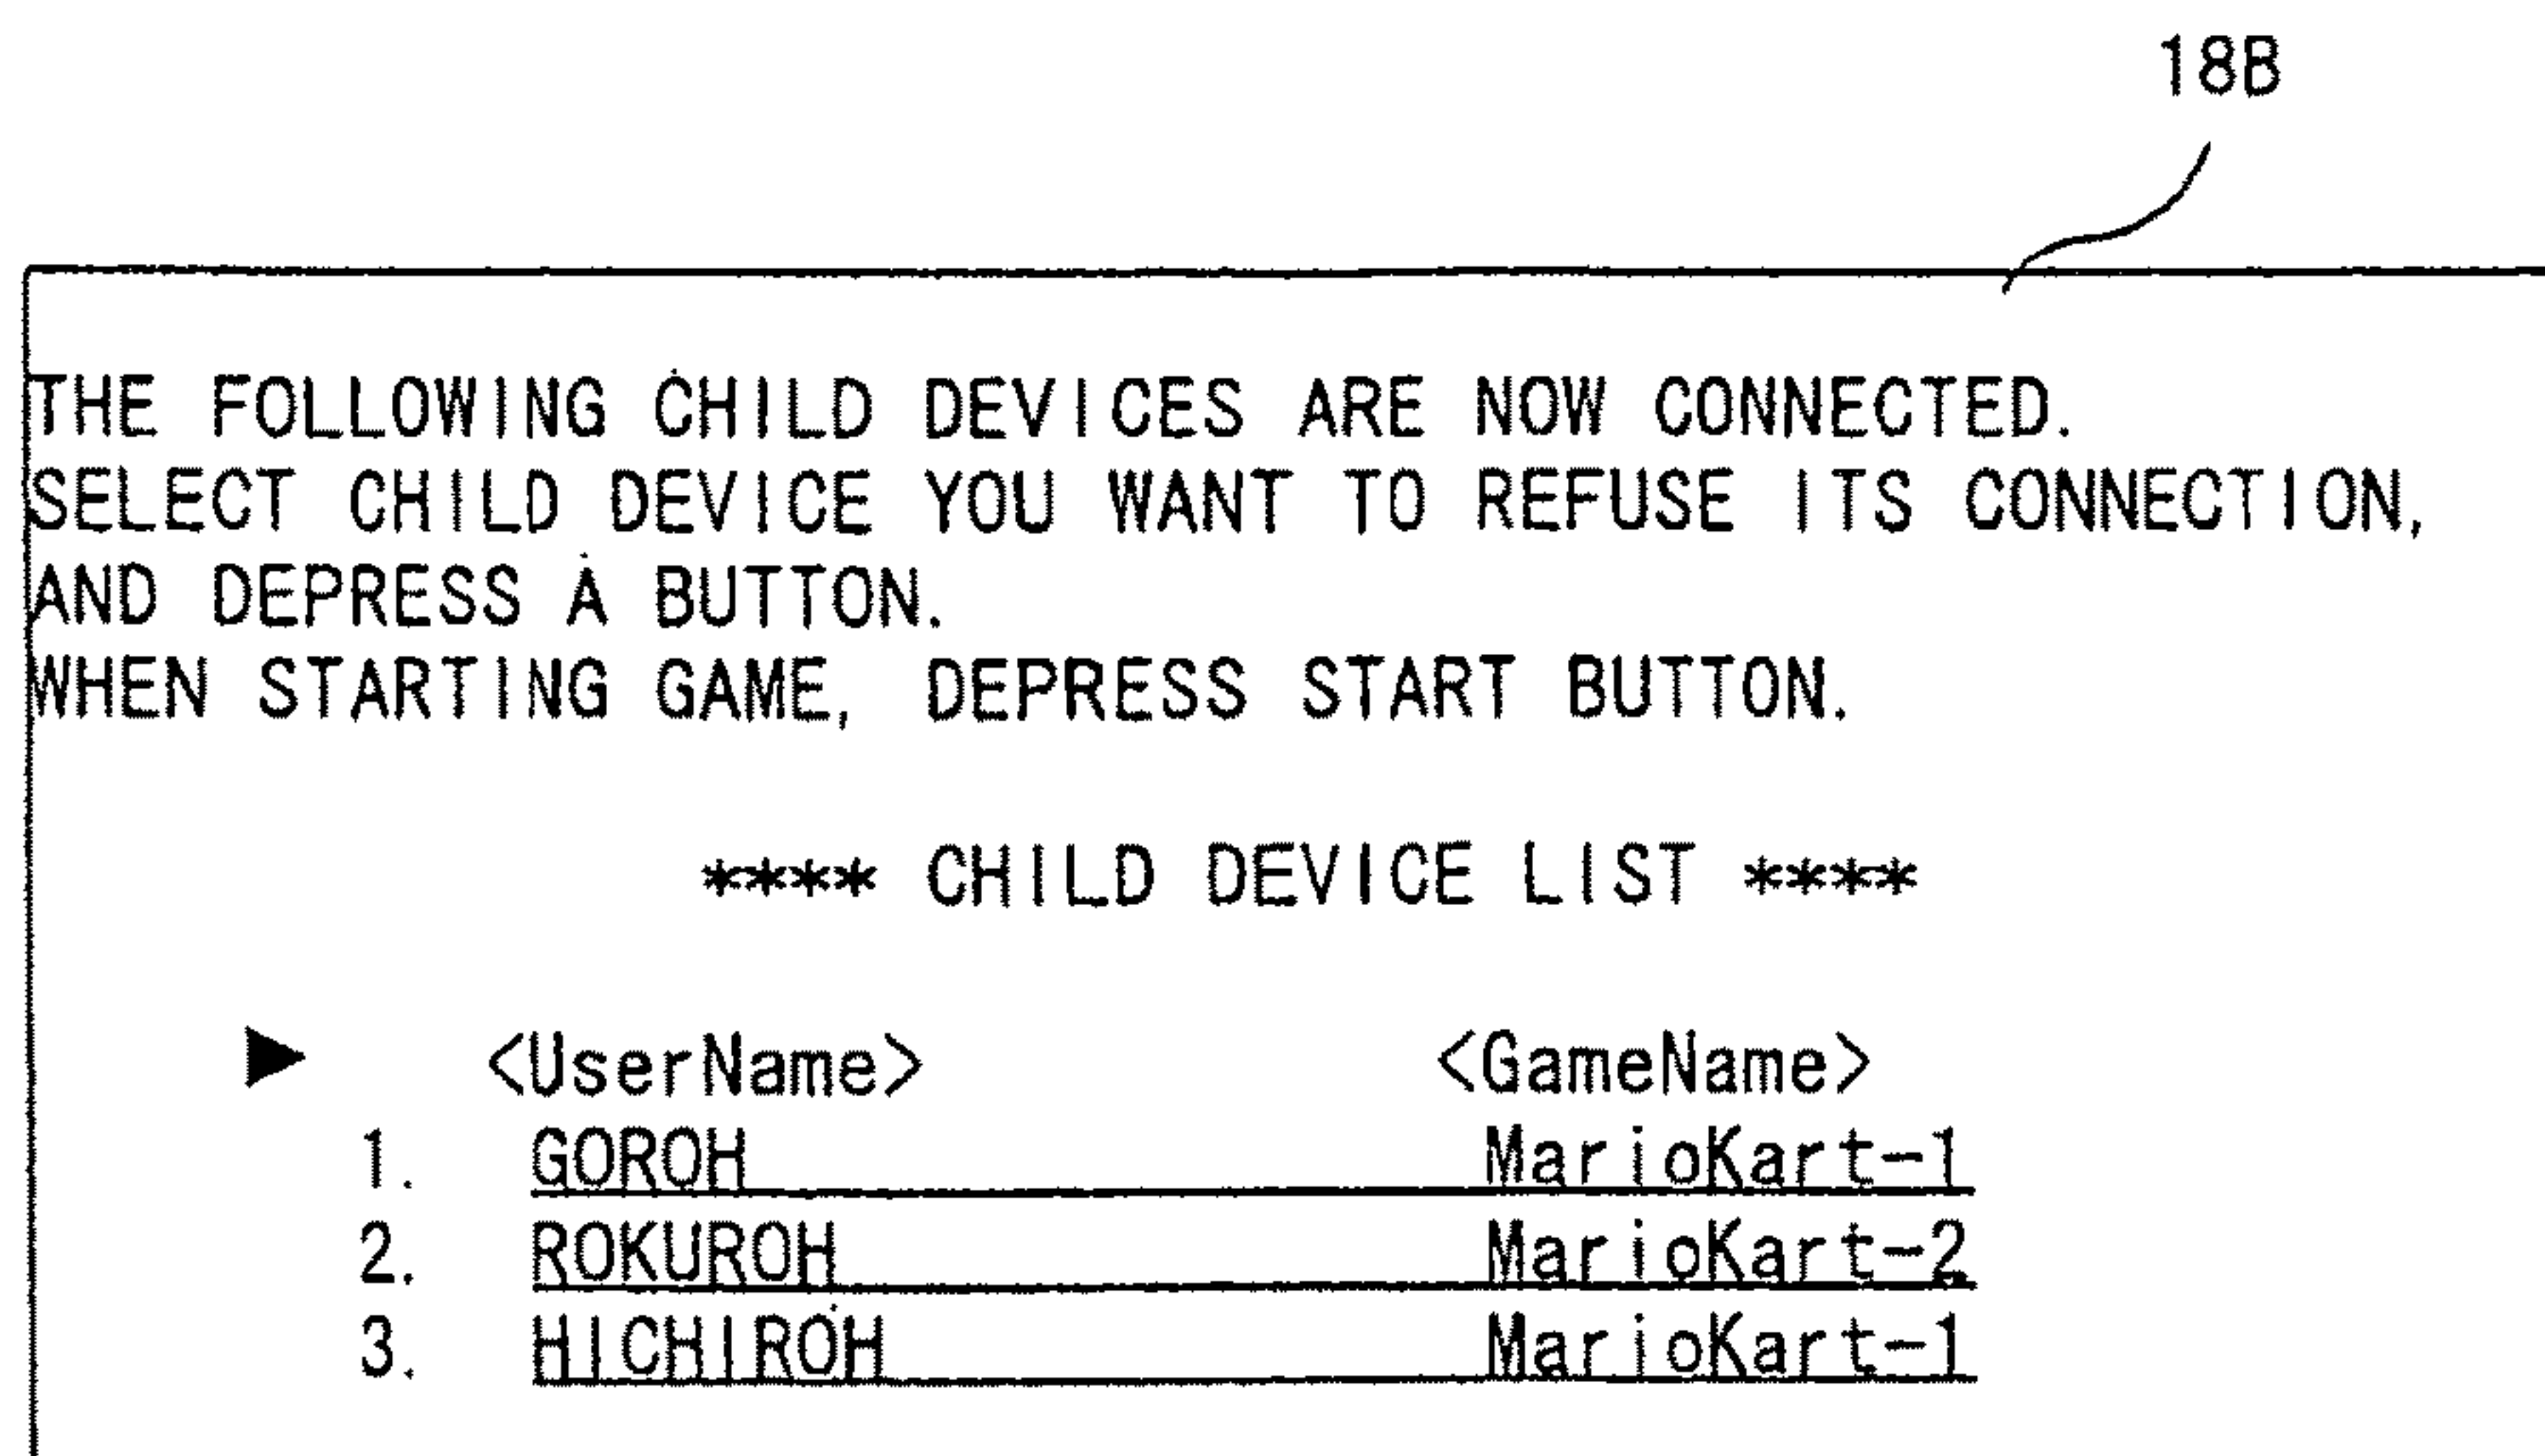 18B
THE FOLLOWING CHILD DEVICES ARE NOW CONNECTED.
SELECT CHILD DEVICE YOU WANT TO REFUSE ITS CONNECTION,
AND DEPRESS A BUTTON.
WHEN STARTING GAME, DEPRESS START BUTTON.
**** CHILD DEVICE LIST ****
▶ <UserName> <GameName>
1. GOROH MarioKart-1
2. ROKUROH MarioKart-2
3. HICHIROH MarioKart-1